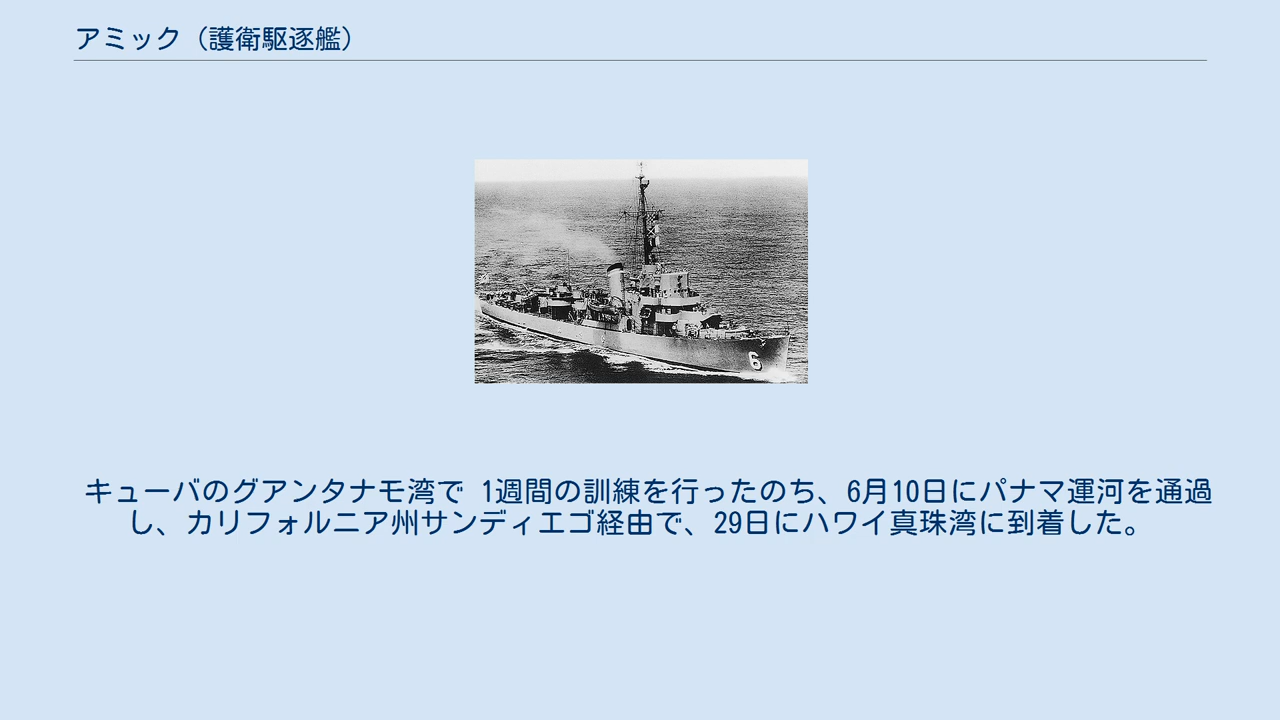 アミック（護衛駆逐艦）
6
キューバのグアンタナモ湾で 1週間の訓練を行ったのち、6月10日にパナマ運河を通過
し、カリフォルニア州サンディエゴ経由で、29日にハワイ真珠湾に到着した。